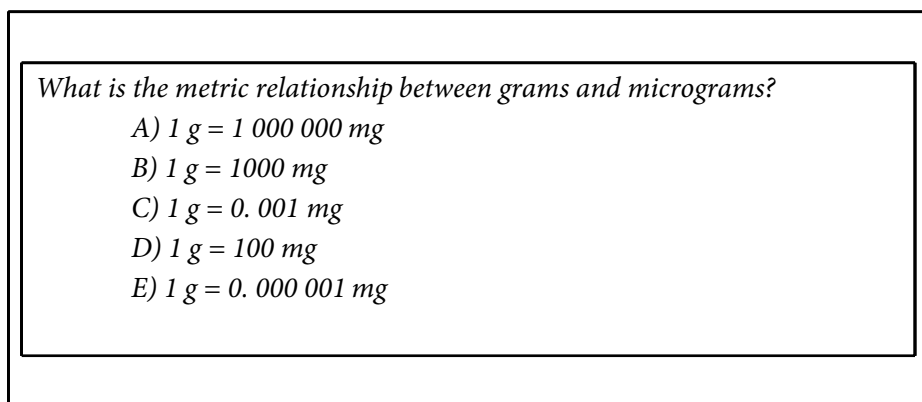 What is the metric relationship between grams and micrograms?
A) 1 g = 1 000 000 mg
B) 1 g = 1000 mg
C) 1 g = 0. 001 mg
D) 1 g = 100 mg
E) 1 g = 0. 000 001 mg